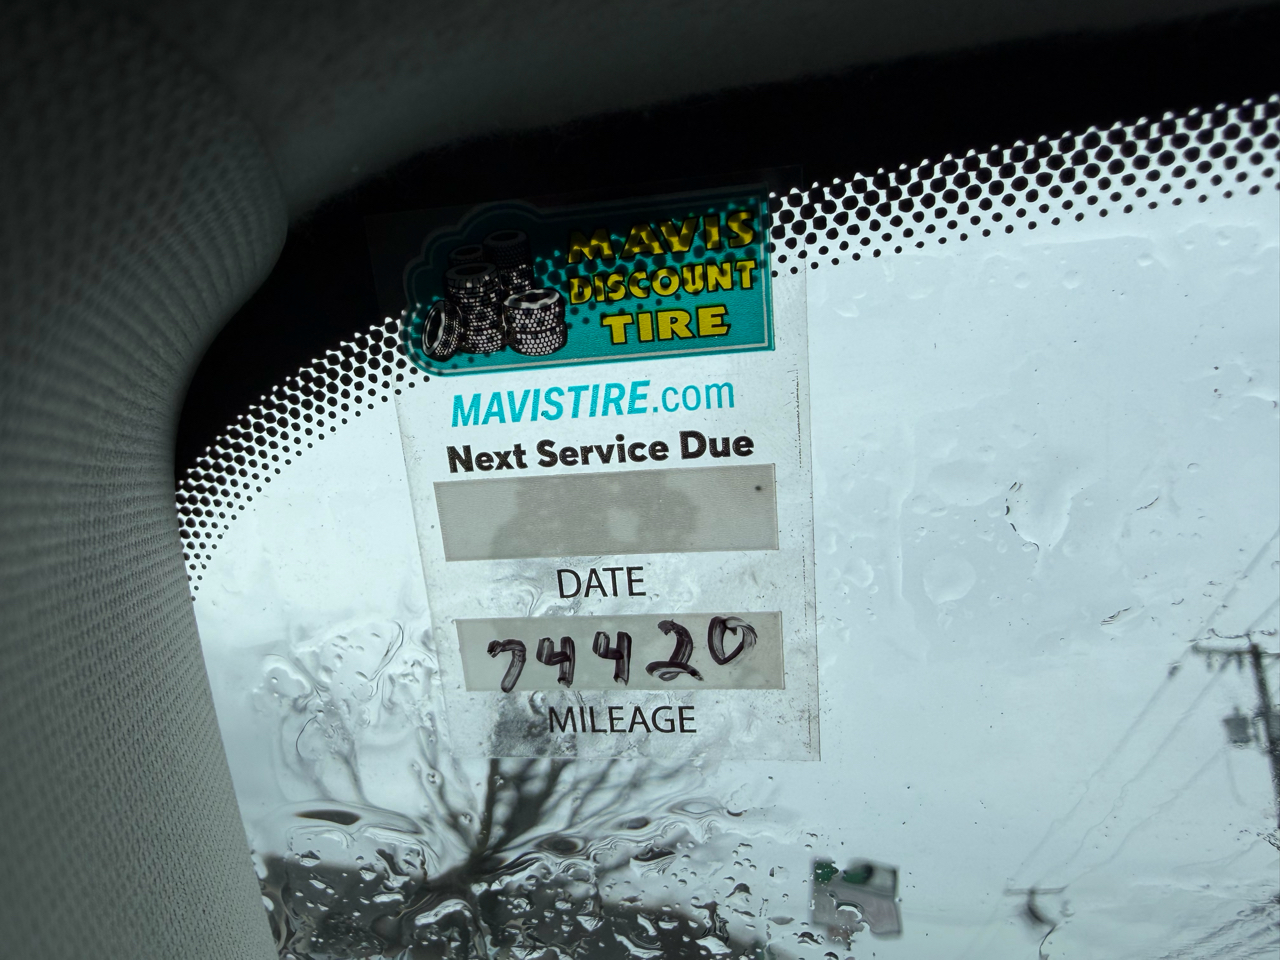 MAVIS
DISCOUNT
TIRE
MAVISTIRE.com
Next Service Due
DATE
74420
MILEAGE